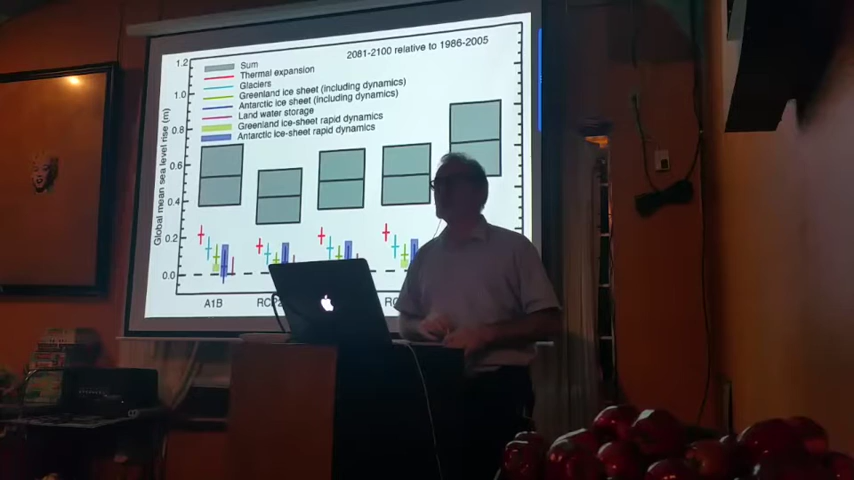 2081-2100 relative to 1986-2005
Sum
Thermal expansion
Glaciers
Greenland ice sheet (including dynamics)
Antarctic ice sheet (including dynamics)
Land water storage
Greenland ice-sheet rapid dynamics
Antarctic ice-sheet rapid dynamics
Global mean sea level rise (m)
1.2
1.0
0.8
0.6
0.4
0.2
0.0
A1B